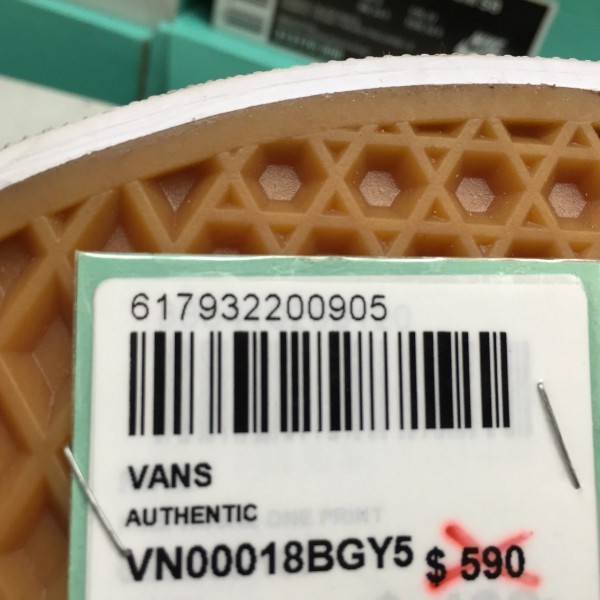 617932200905
VANS
AUTHENTIC
VN00018BGY5 $ 590